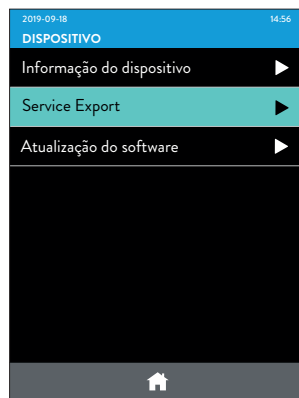 2019-09-18 14:56
DISPOSITIVO
Informação do dispositivo
Service Export
Atualização do software